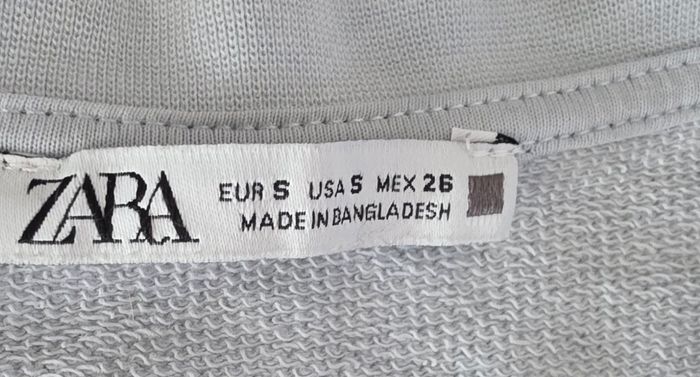 ZARA
EUR S USA S MEX 26
MADE IN BANGLADESH